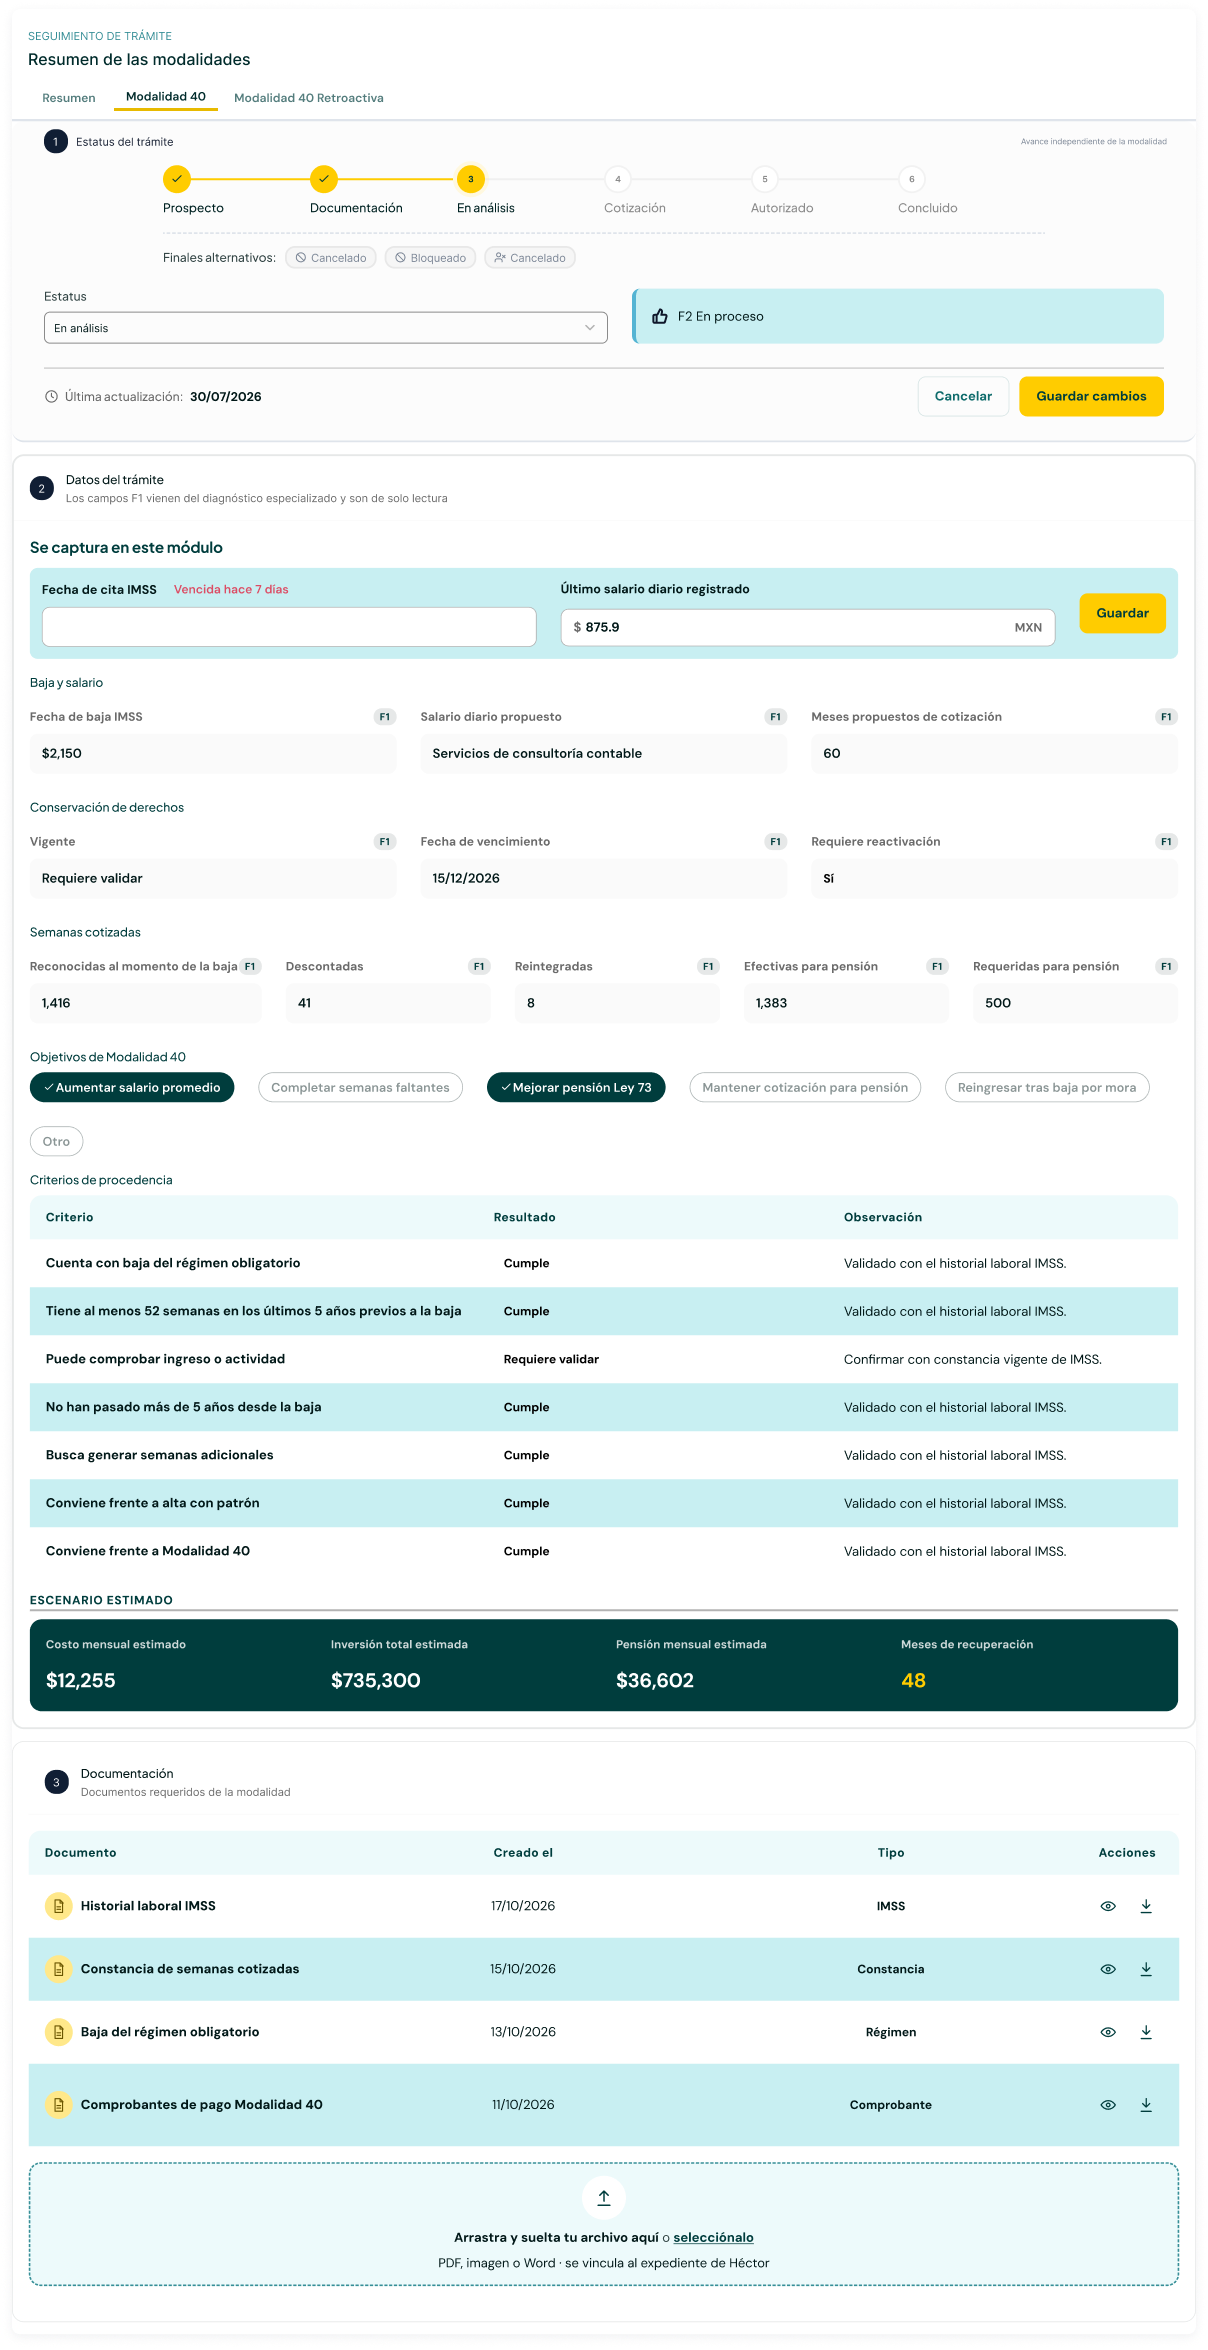 SEGUIMIENTO DE TRÁMITE
Resumen de las modalidades
Resumen Modalidad 40 Modalidad 40 Retroactiva
1 Estatus del trámite Avance independiente de la modalidad
3 4 5 6
Prospecto Documentación En análisis Cotización Autorizado Concluido
Finales alternativos: Cancelado Bloqueado Cancelado
Estatus
En análisis
F2 En proceso
Última actualización: 30/07/2026 Cancelar Guardar cambios
2 Datos del trámite
Los campos F1 vienen del diagnóstico especializado y son de solo lectura
Se captura en este módulo
Fecha de cita IMSS Vencida hace 7 días Último salario diario registrado
$ 875.9 MXN Guardar
Baja y salario
Fecha de baja IMSS F1 Salario diario propuesto F1 Meses propuestos de cotización F1
$2,150 Servicios de consultoría contable 60
Conservación de derechos
Vigente F1 Fecha de vencimiento F1 Requiere reactivación F1
Requiere validar 15/12/2026 Sí
Semanas cotizadas
Reconocidas al momento de la baja F1 Descontadas F1 Reintegradas F1 Efectivas para pensión F1 Requeridas para pensión F1
1,416 41 8 1,383 500
Objetivos de Modalidad 40
Aumentar salario promedio Completar semanas faltantes Mejorar pensión Ley 73 Mantener cotización para pensión Reingresar tras baja por mora
Otro
Criterios de procedencia
Criterio Resultado Observación
Cuenta con baja del régimen obligatorio Cumple Validado con el historial laboral IMSS.
Tiene al menos 52 semanas en los últimos 5 años previos a la baja Cumple Validado con el historial laboral IMSS.
Puede comprobar ingreso o actividad Requiere validar Confirmar con constancia vigente de IMSS.
No han pasado más de 5 años desde la baja Cumple Validado con el historial laboral IMSS.
Busca generar semanas adicionales Cumple Validado con el historial laboral IMSS.
Conviene frente a alta con patrón Cumple Validado con el historial laboral IMSS.
Conviene frente a Modalidad 40 Cumple Validado con el historial laboral IMSS.
ESCENARIO ESTIMADO
Costo mensual estimado Inversión total estimada Pensión mensual estimada Meses de recuperación
$12,255 $735,300 $36,602 48
3 Documentación
Documentos requeridos de la modalidad
Documento Creado el Tipo Acciones
Historial laboral IMSS 17/10/2026 IMSS
Constancia de semanas cotizadas 15/10/2026 Constancia
Baja del régimen obligatorio 13/10/2026 Régimen
Comprobantes de pago Modalidad 40 11/10/2026 Comprobante
Arrastra y suelta tu archivo aquí o selecciónalo
PDF, imagen o Word · se vincula al expediente de Héctor